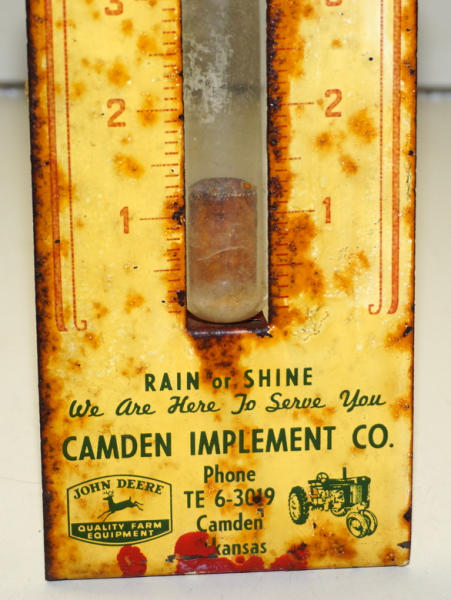 3
2 2
1 1
RAIN or SHINE
We Are Here To Serve You
CAMDEN IMPLEMENT CO.
Phone
TE 6-3019
Camden
kansas
JOHN DEERE
QUALITY FARM
EQUIPMENT